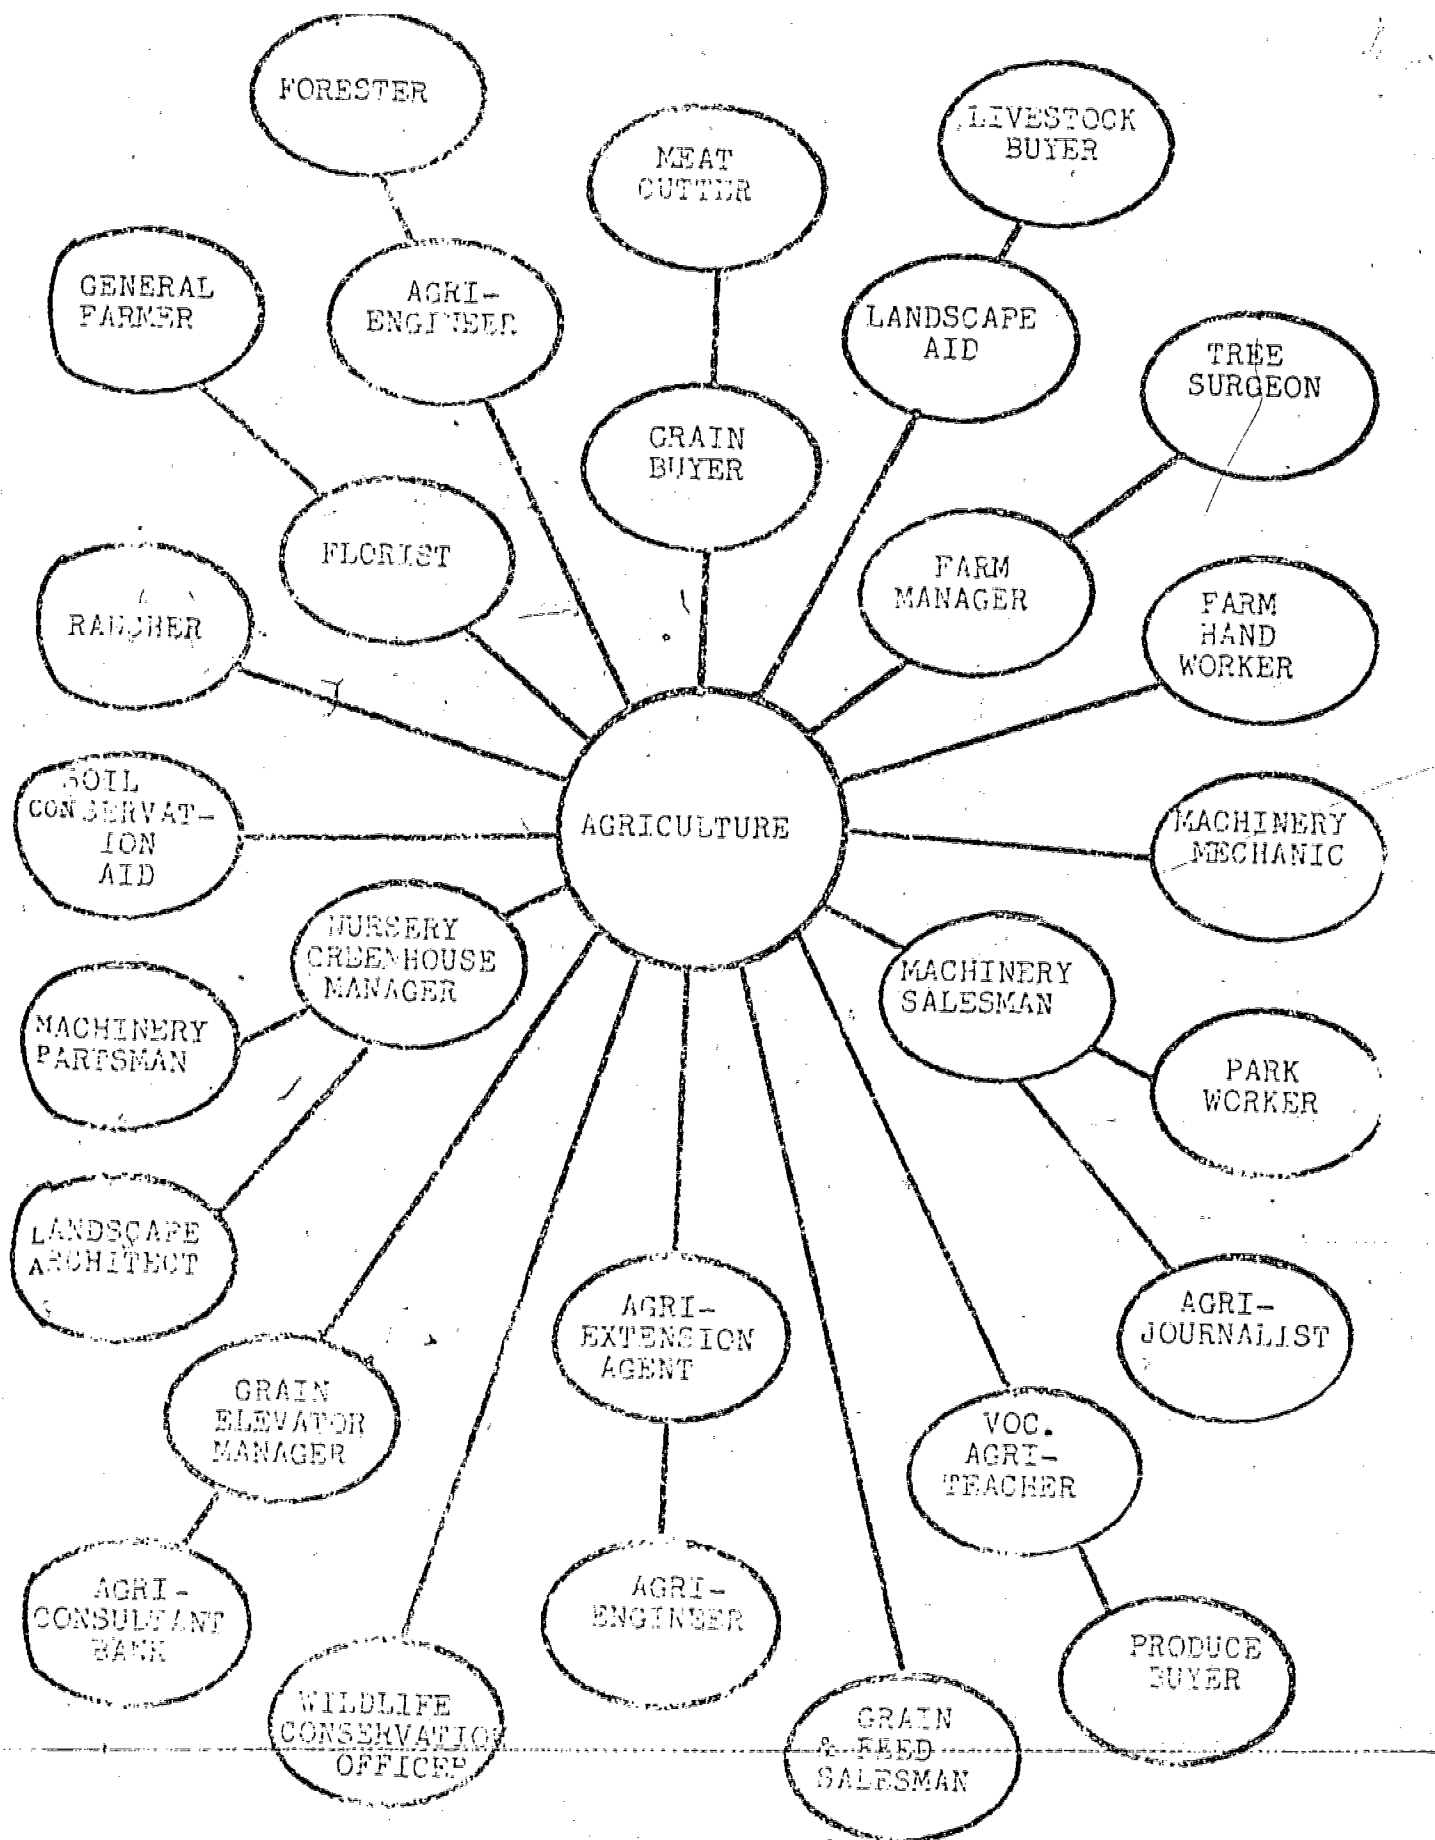 FORESTER
LIVESTOCK
BUYER
MEAT
CUTTER
GENERAL
FARMER
AGRI-
ENGINEER
LANDSCAPE
AID
TREE
SURGEON
GRAIN
BUYER
FLORIST
FARM
MANAGER
RANCHER
FARM
HAND
WORKER
SOIL
CONSERVAT-
ION
AID
AGRICULTURE
MACHINERY
MECHANIC
NURSERY
GREENHOUSE
MANAGER
MACHINERY
SALESMAN
MACHINERY
PARTSMAN
PARK
WORKER
LANDSCAPE
ARCHITECT
AGRI-
EXTENSION
AGENT
AGRI-
JOURNALIST
GRAIN
ELEVATOR
MANAGER
VOC.
AGRI-
TEACHER
AGRI-
CONSULTANT
BANK
AGRI-
ENGINEER
PRODUCE
BUYER
WILDLIFE
CONSERVATION
OFFICER
GRAIN
& FEED
SALESMAN